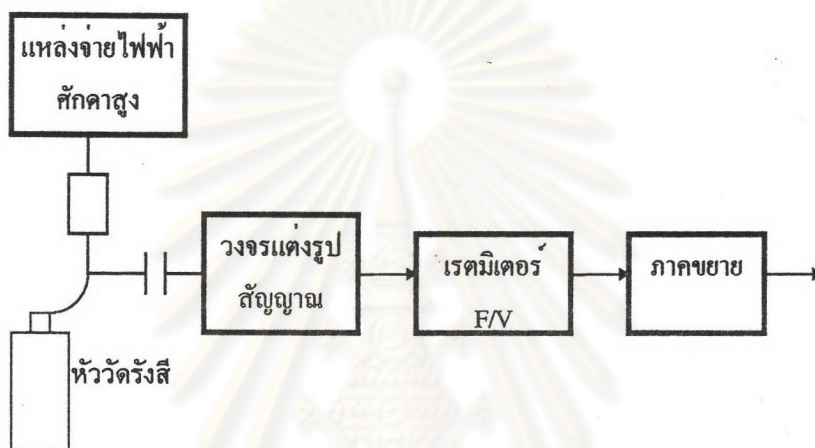 แหล่งจ่ายไฟฟ้า
ศักดาสูง
วงจรแต่งรูป
สัญญาณ
เรตมิเตอร์
F/V
ภาคขยาย
หัววัดรังสี